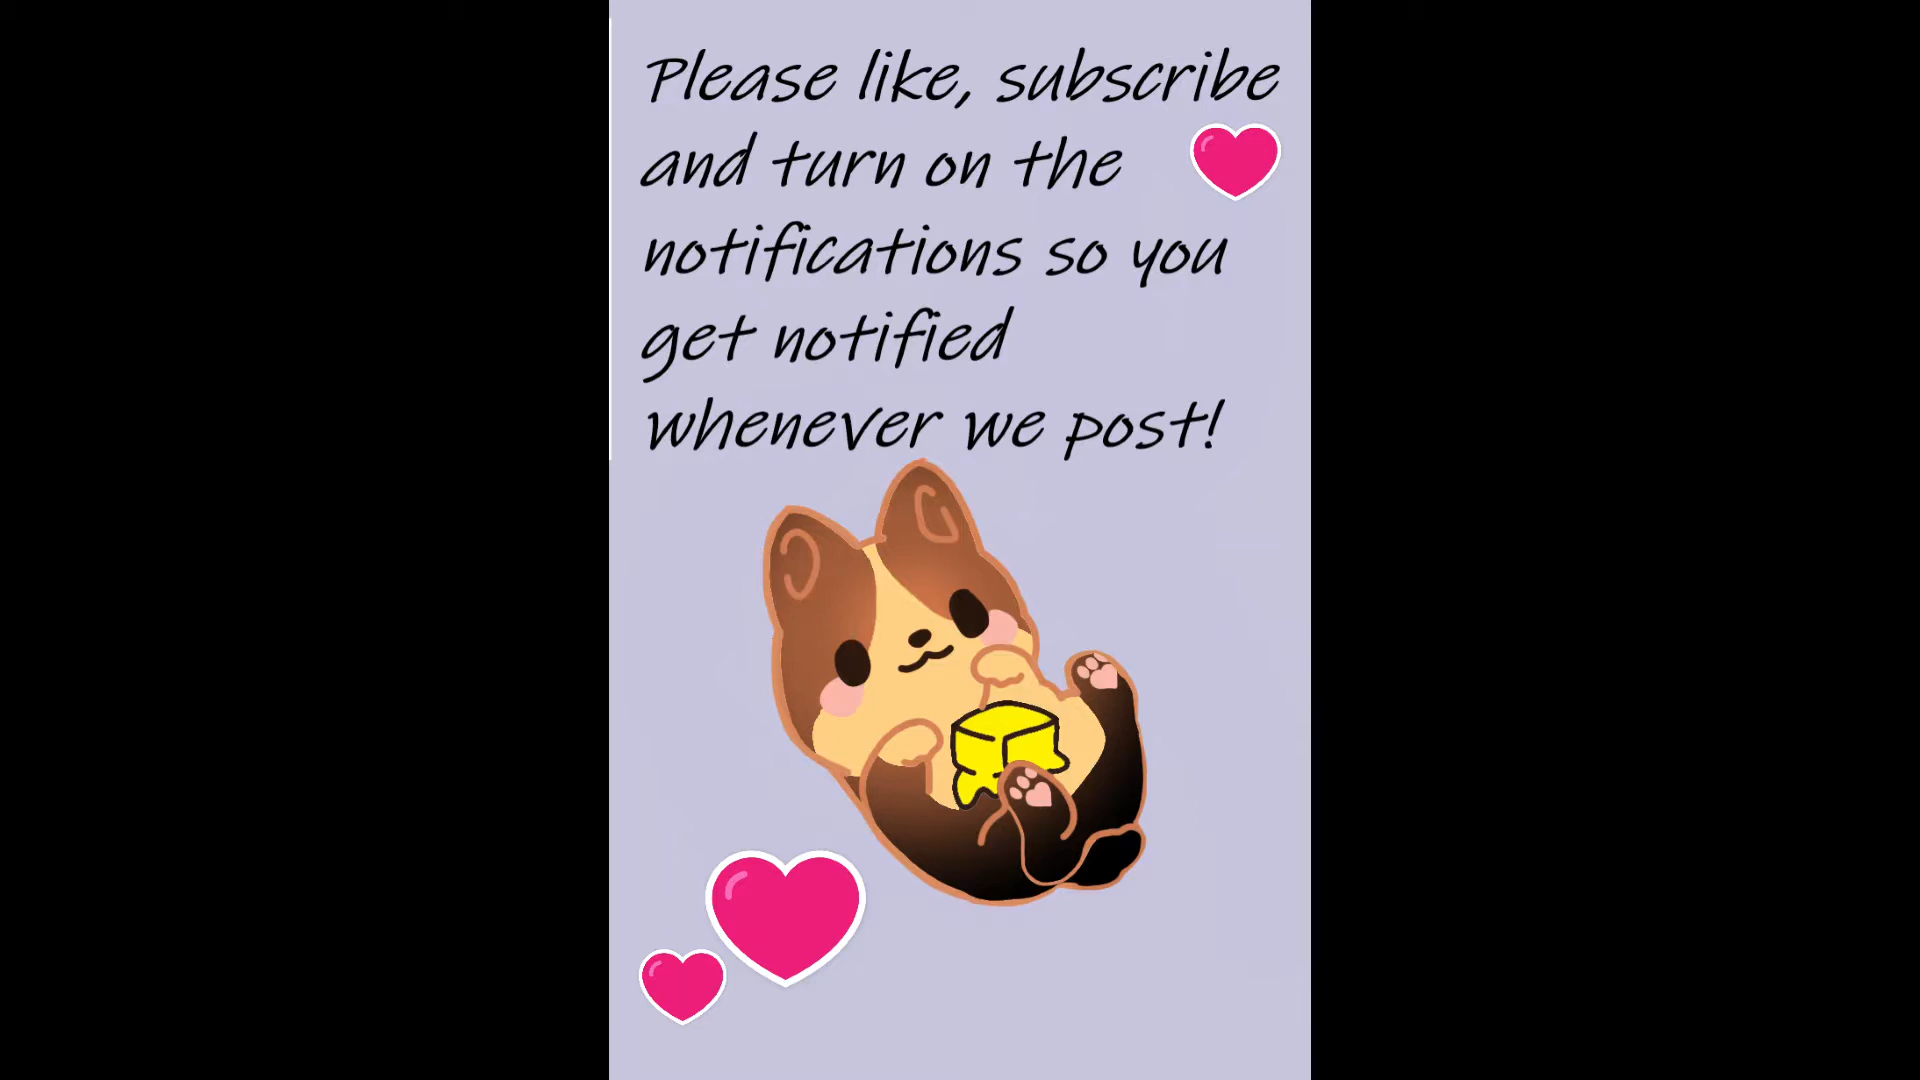 Please like, subscribe
and turn on the
notifications so you
get notified
whenever we post!